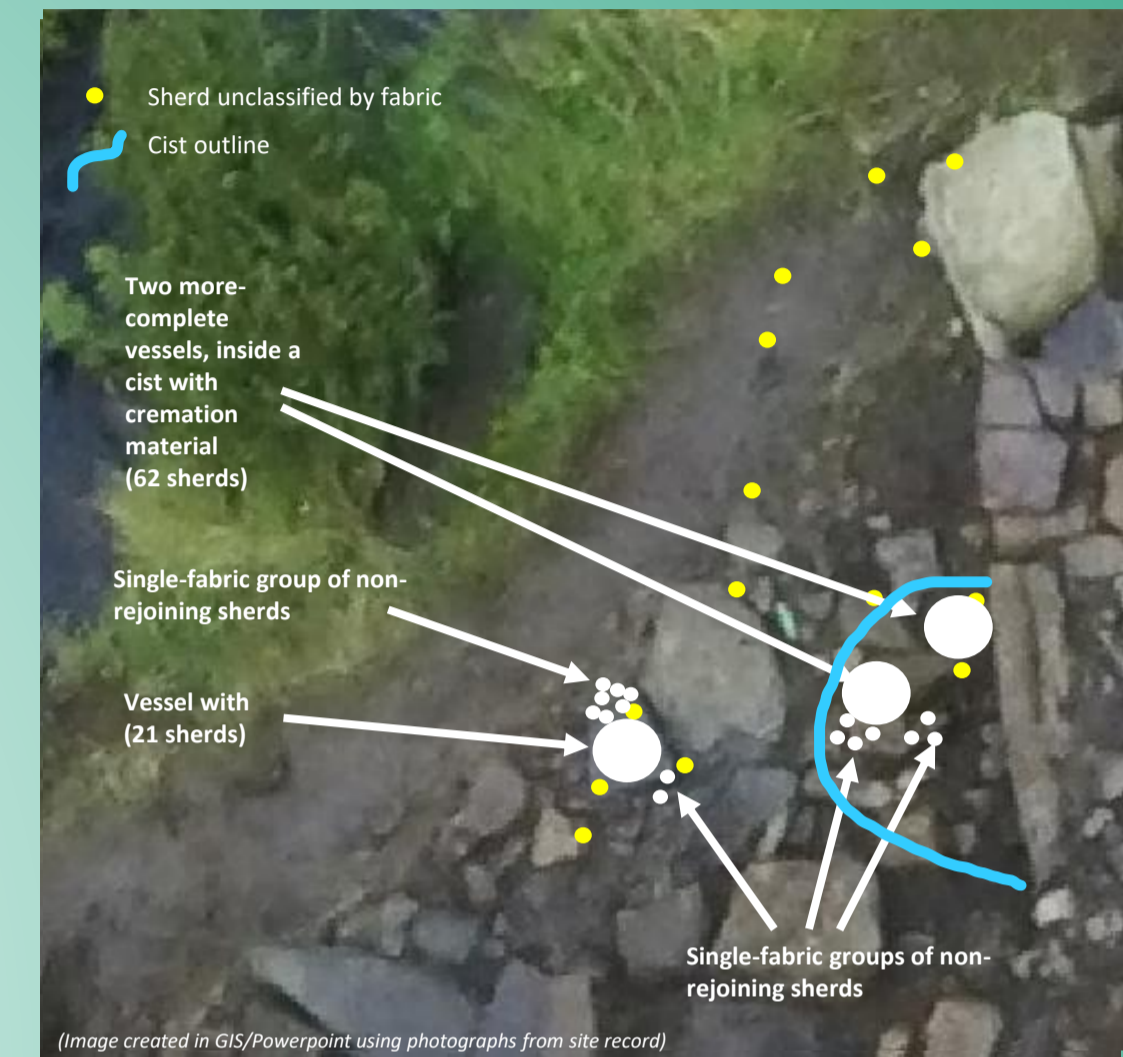 Sherd unclassified by fabric
Cist outline
Two more-
complete
vessels, inside a
cist with
cremation
material
(62 sherds)
Single-fabric group of non-
rejoining sherds
Vessel with
(21 sherds)
Single-fabric groups of non-
rejoining sherds
(Image created in GIS/Powerpoint using photographs from site record)